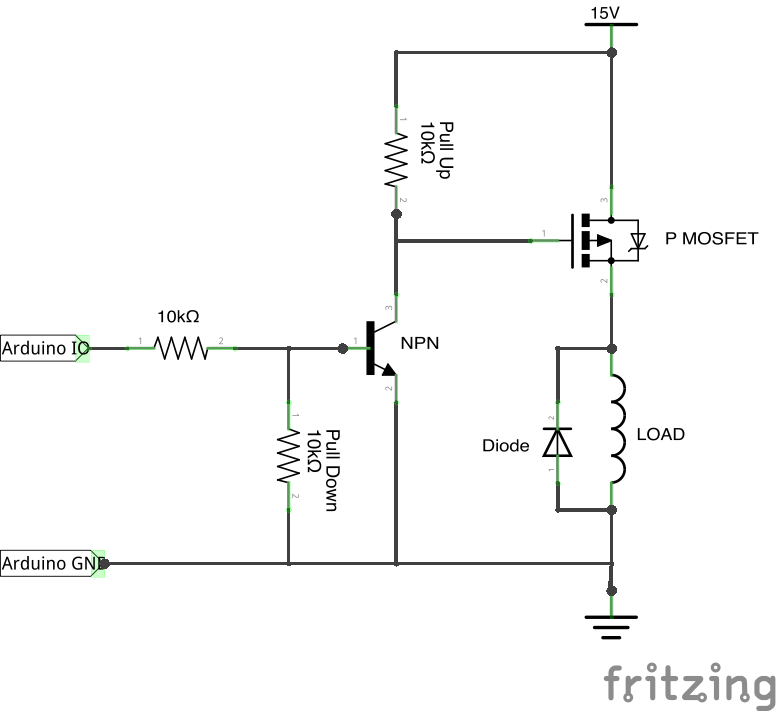 15V
1
Pull Up
10kΩ
2
3
1
P MOSFET
2
10kΩ
3
Arduino IO
1
2
1
NPN
2
1
Pull Down
10kΩ
2
2
Diode
1
LOAD
Arduino GND
fritzing